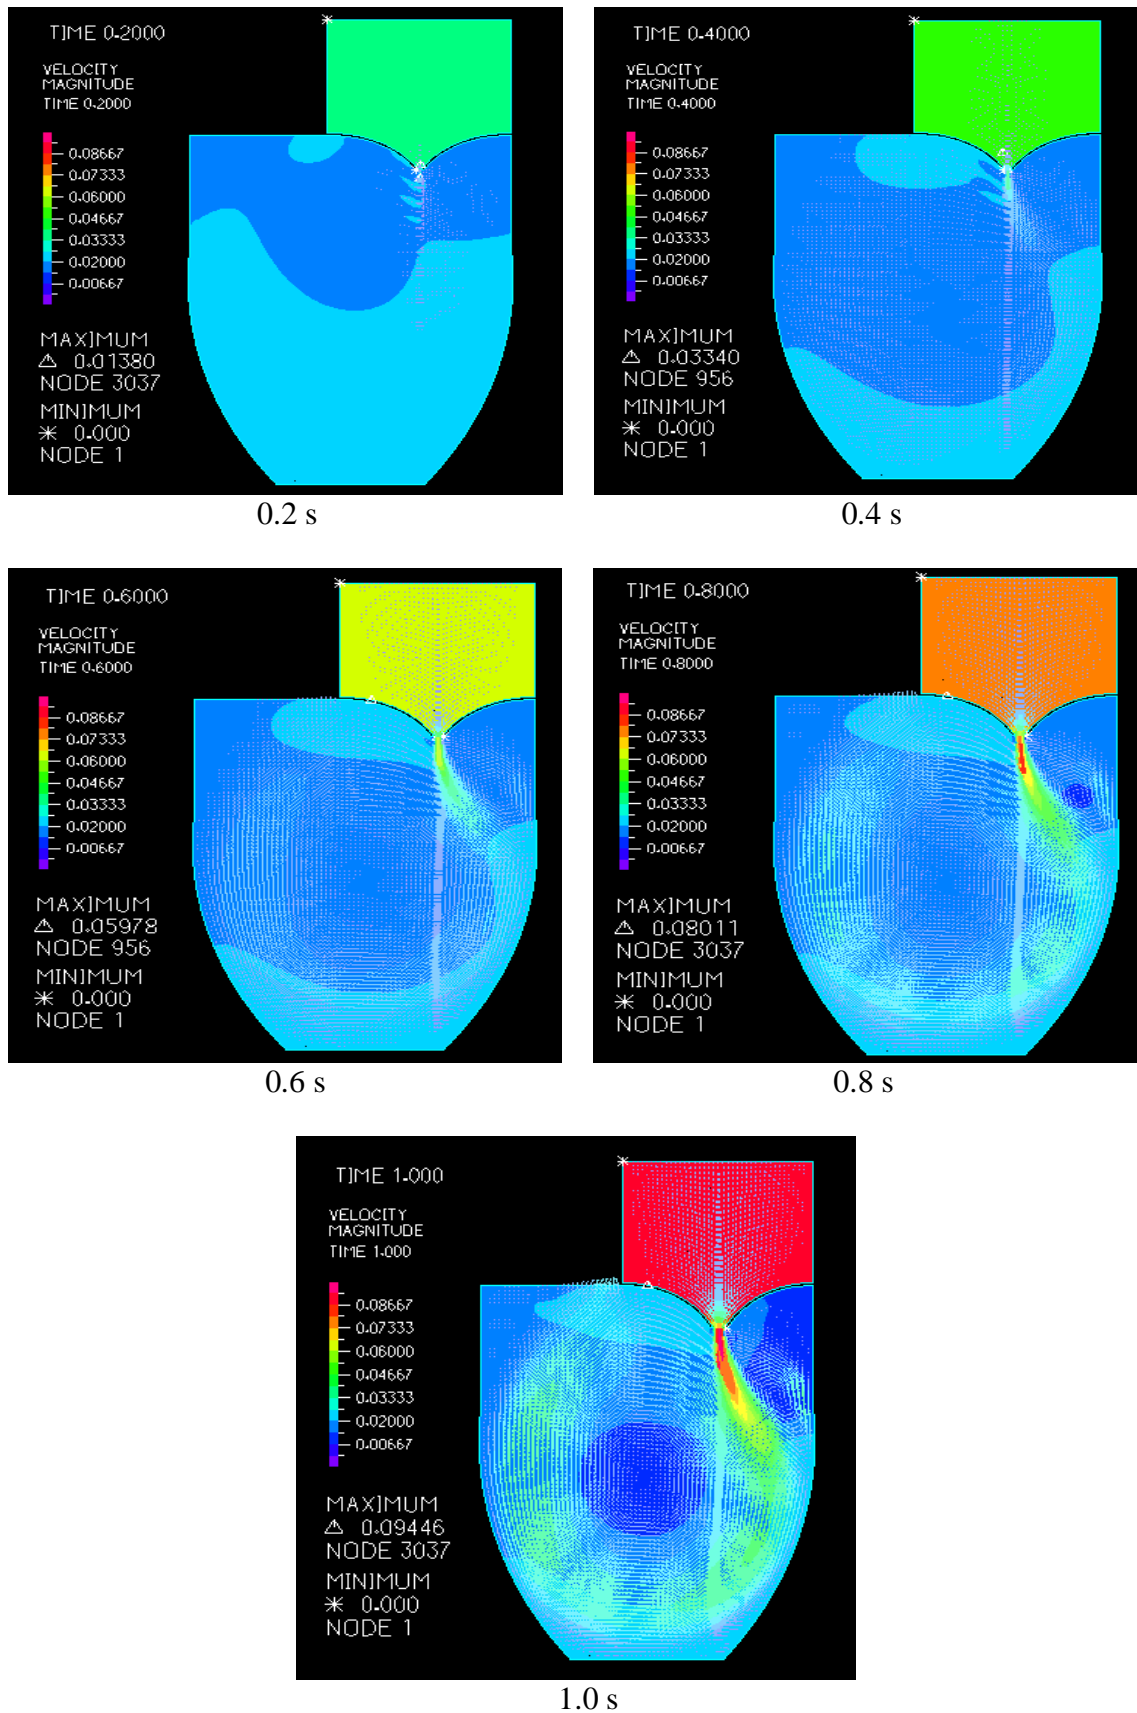 TIME 0.2000
VELOCITY
MAGNITUDE
TIME 0.2000
0.08667
0.07333
0.06000
0.04667
0.03333
0.02000
0.00667
MAXIMUM
△ 0.01380
NODE 3037
MINIMUM
* 0.000
NODE 1
0.2 s
TIME 0.4000
VELOCITY
MAGNITUDE
TIME 0.4000
0.08667
0.07333
0.06000
0.04667
0.03333
0.02000
0.00667
MAXIMUM
△ 0.03340
NODE 956
MINIMUM
* 0.000
NODE 1
0.4 s
TIME 0.6000
VELOCITY
MAGNITUDE
TIME 0.6000
0.08667
0.07333
0.06000
0.04667
0.03333
0.02000
0.00667
MAXIMUM
△ 0.05978
NODE 956
MINIMUM
* 0.000
NODE 1
0.6 s
TIME 0.8000
VELOCITY
MAGNITUDE
TIME 0.8000
0.08667
0.07333
0.06000
0.04667
0.03333
0.02000
0.00667
MAXIMUM
△ 0.08011
NODE 3037
MINIMUM
* 0.000
NODE 1
0.8 s
TIME 1.000
VELOCITY
MAGNITUDE
TIME 1.000
0.08667
0.07333
0.06000
0.04667
0.03333
0.02000
0.00667
MAXIMUM
△ 0.09446
NODE 3037
MINIMUM
* 0.000
NODE 1
1.0 s